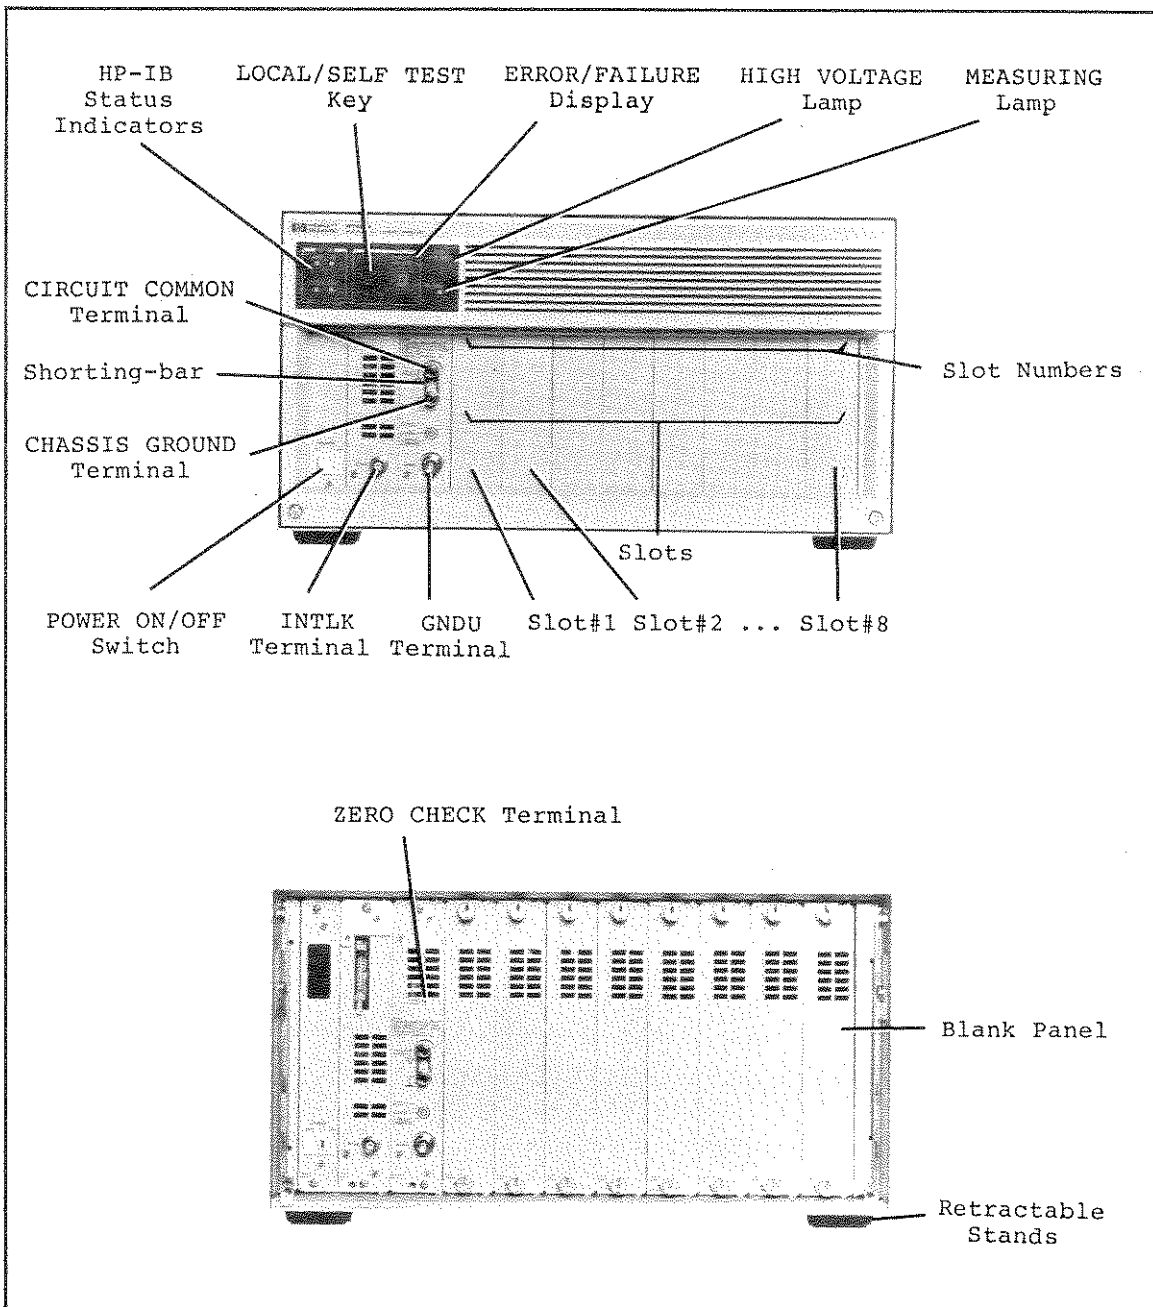 HP-IB
Status
Indicators
LOCAL/SELF TEST
Key
ERROR/FAILURE
Display
HIGH VOLTAGE
Lamp
MEASURING
Lamp
CIRCUIT COMMON
Terminal
Shorting-bar
CHASSIS GROUND
Terminal
Slot Numbers
Slots
POWER ON/OFF
Switch
INTLK
Terminal
GNDU
Terminal
Slot#1 Slot#2 ... Slot#8
ZERO CHECK Terminal
Blank Panel
Retractable
Stands